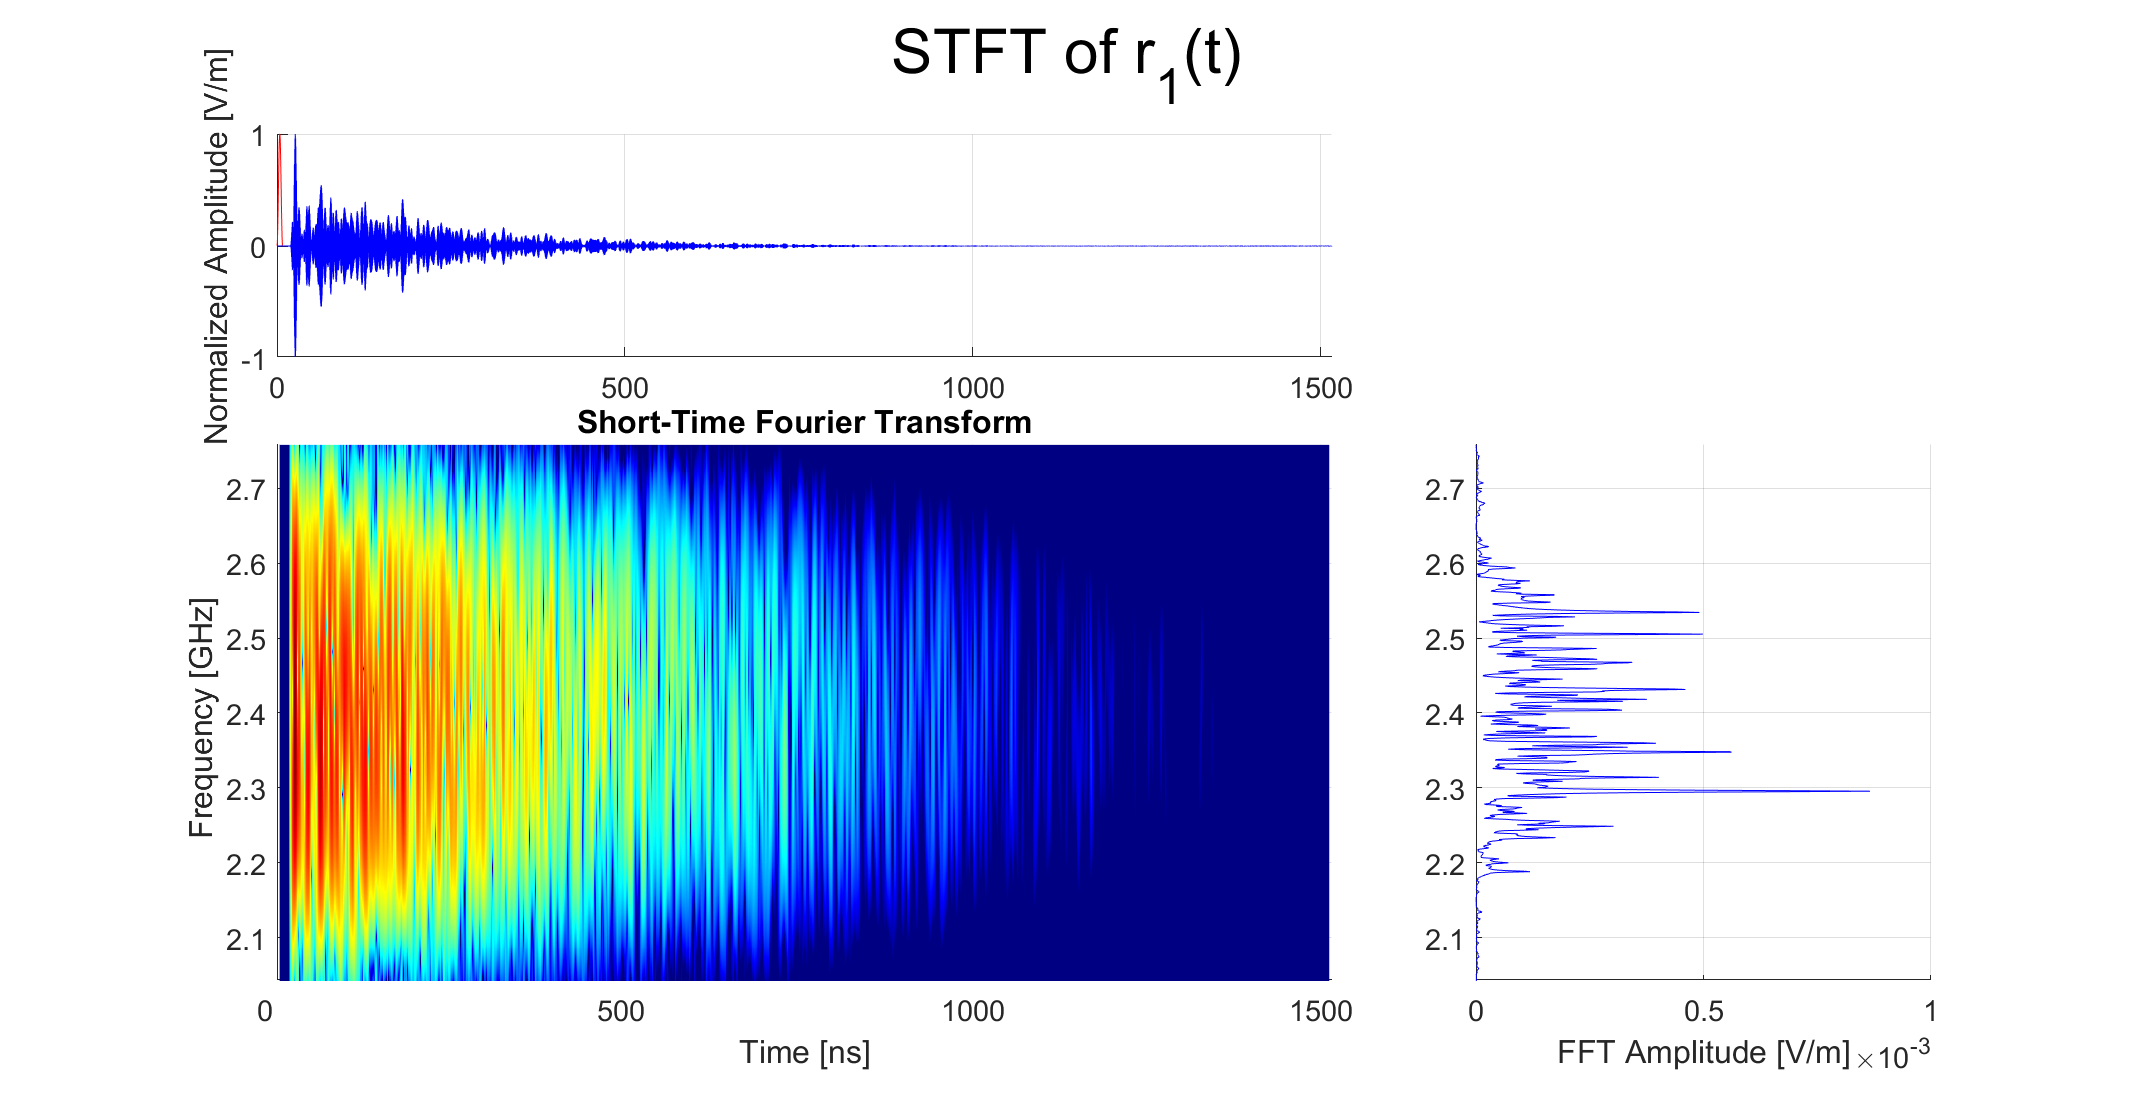 STFT of r₁(t)
Normalized Amplitude [V/m]
1
0
-1
0 500 1000 1500
Short-Time Fourier Transform
Frequency [GHz]
2.7
2.6
2.5
2.4
2.3
2.2
2.1
0 500 1000 1500
Time [ns]
2.7
2.6
2.5
2.4
2.3
2.2
2.1
0 0.5 1
FFT Amplitude [V/m] ×10⁻³